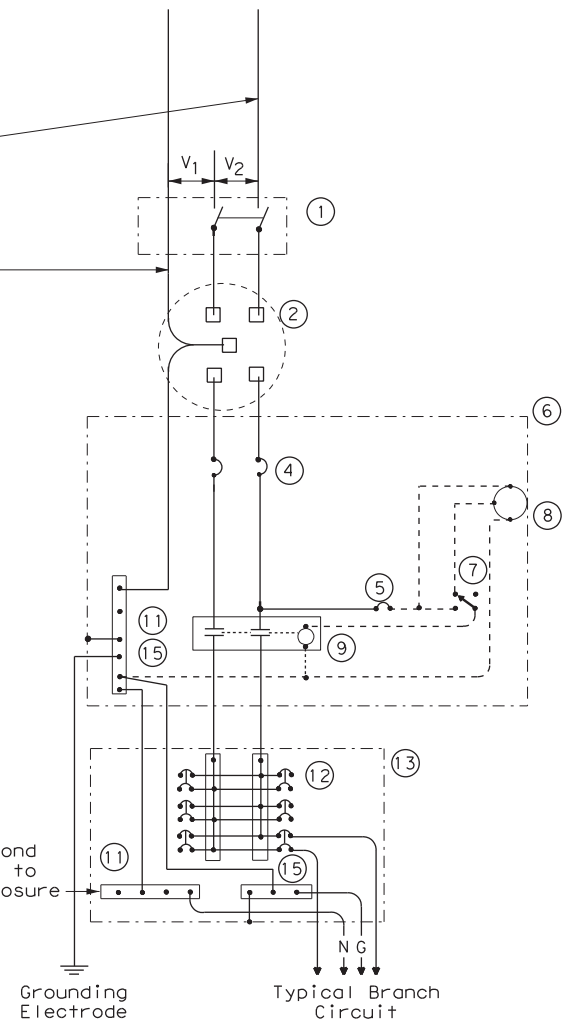 V1 V2
1
2
6
4
8
7
5
11
9
15
13
12
11
ond
to
15
osure
N G
Grounding
Electrode
Typical Branch
Circuit